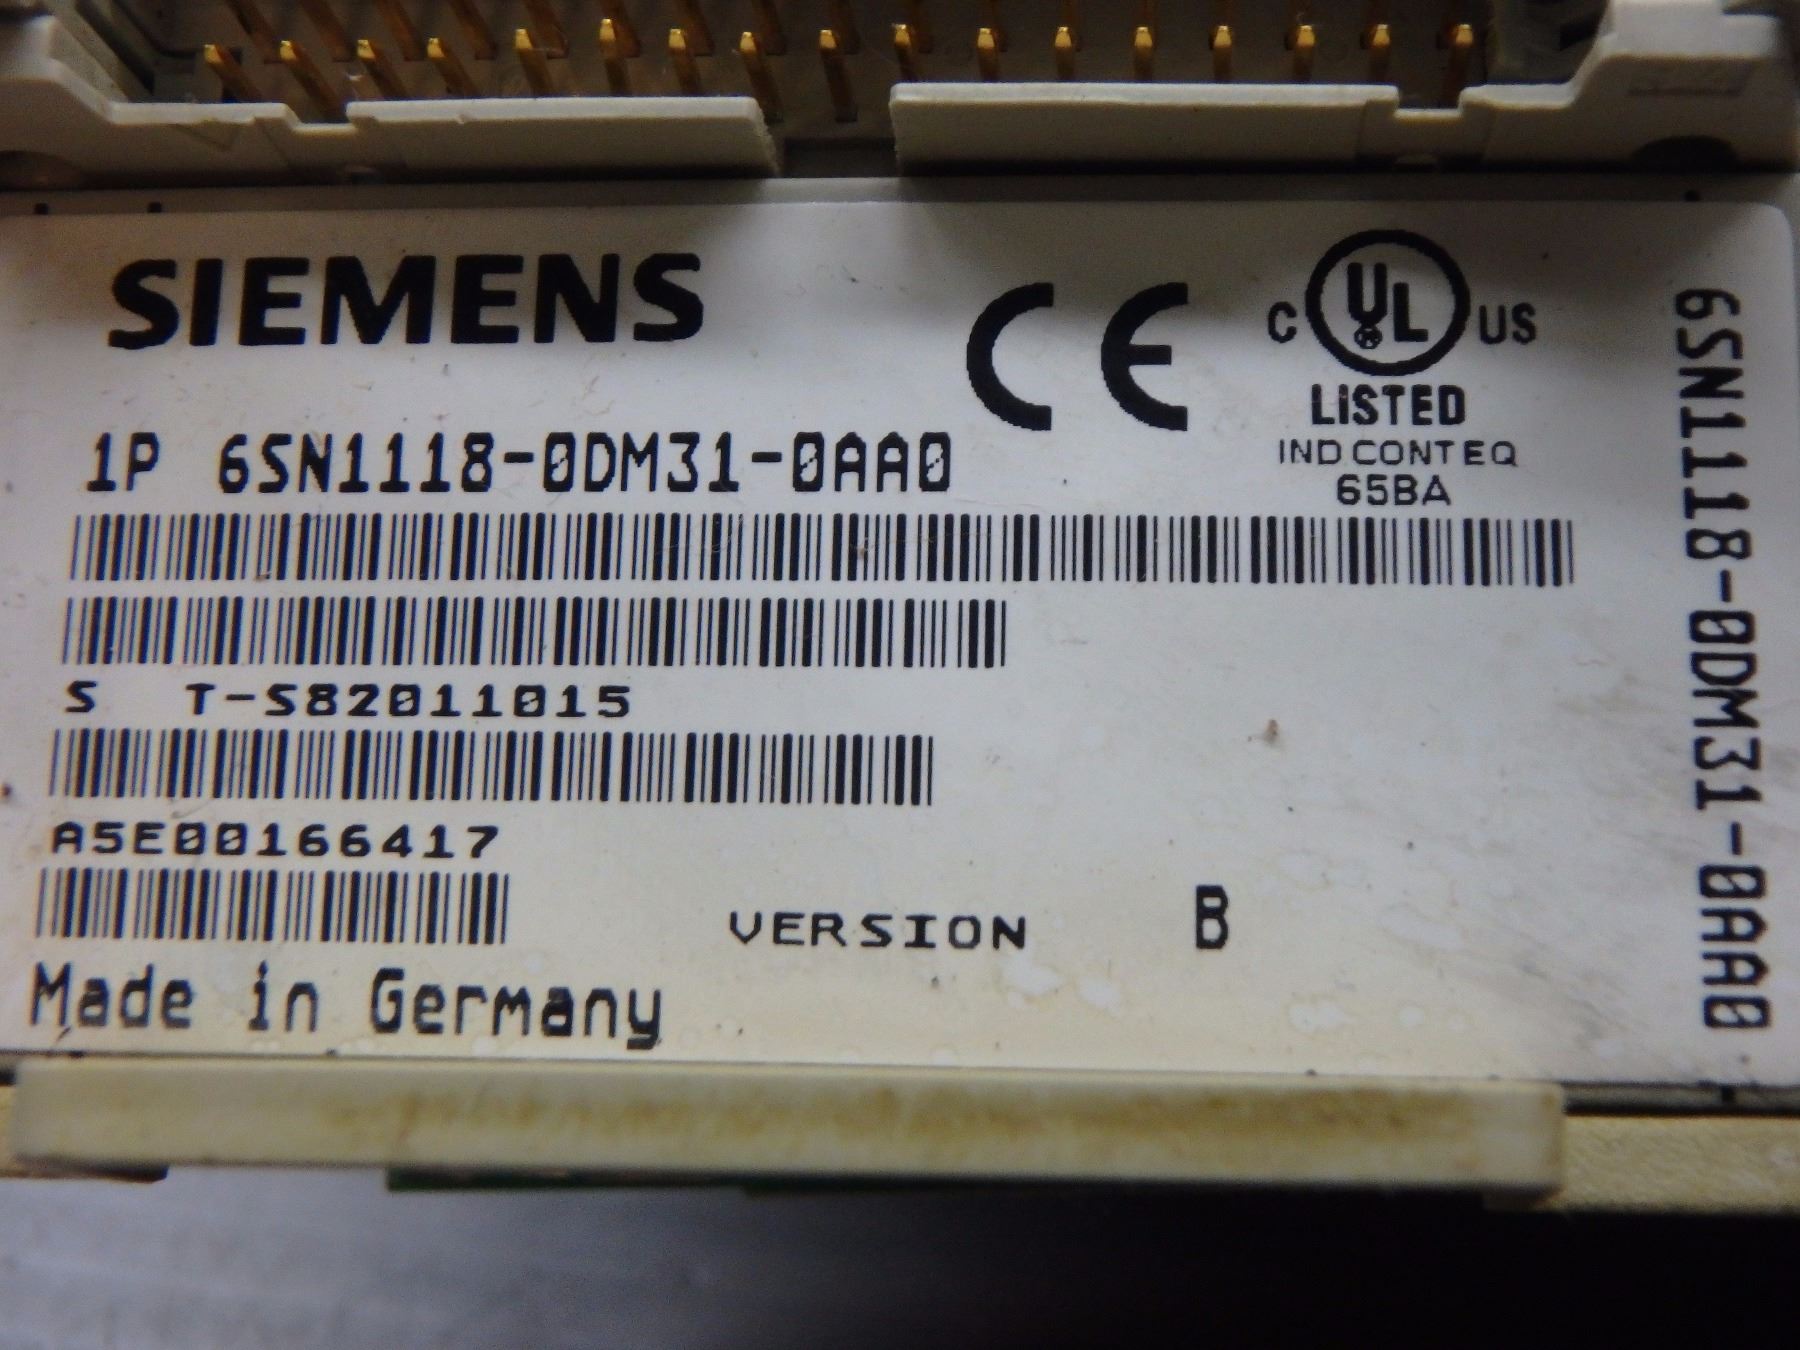 SIEMENS
CE
C UL US
®
LISTED
IND.CONT.EQ
65BA
1P 6SN1118-0DM31-0AA0
S T-S82011015
A5E00166417
VERSION B
Made in Germany
6SN1118-0DM31-0AA0